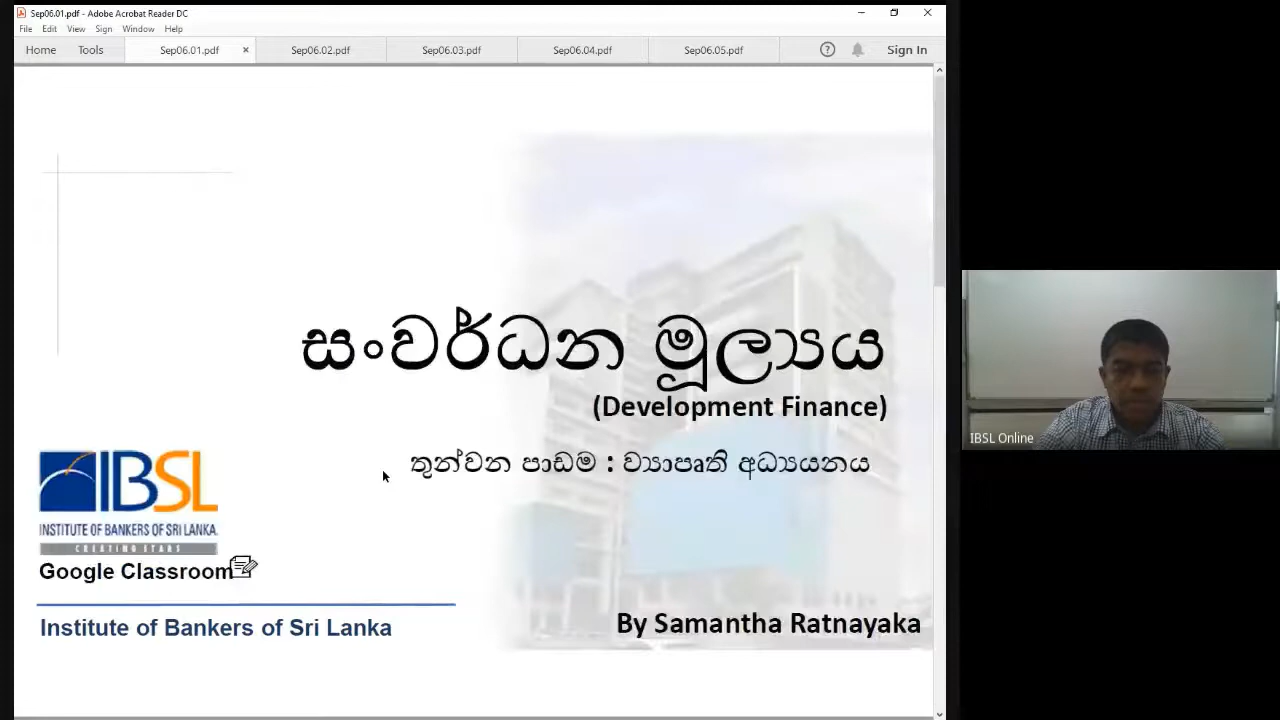 Sep06.01.pdf - Adobe Acrobat Reader DC
File Edit View Sign Window Help
Home Tools Sep06.01.pdf × Sep06.02.pdf Sep06.03.pdf Sep06.04.pdf Sep06.05.pdf Sign In
සංවර්ධන මූල්‍යය
(Development Finance)
තුන්වන පාඩම : ව්‍යාපෘති අධ්‍යයනය
IBSL
INSTITUTE OF BANKERS OF SRI LANKA
CREATING STARS
Google Classroom
Institute of Bankers of Sri Lanka
By Samantha Ratnayaka
IBSL Online